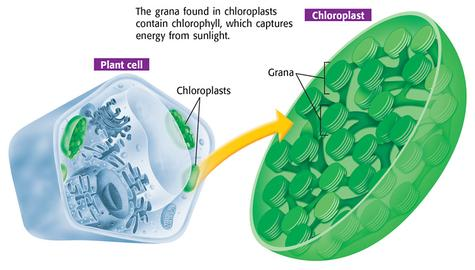 The grana found in chloroplasts
contain chlorophyll, which captures
energy from sunlight.
Chloroplast
Plant cell
Grana
Chloroplasts